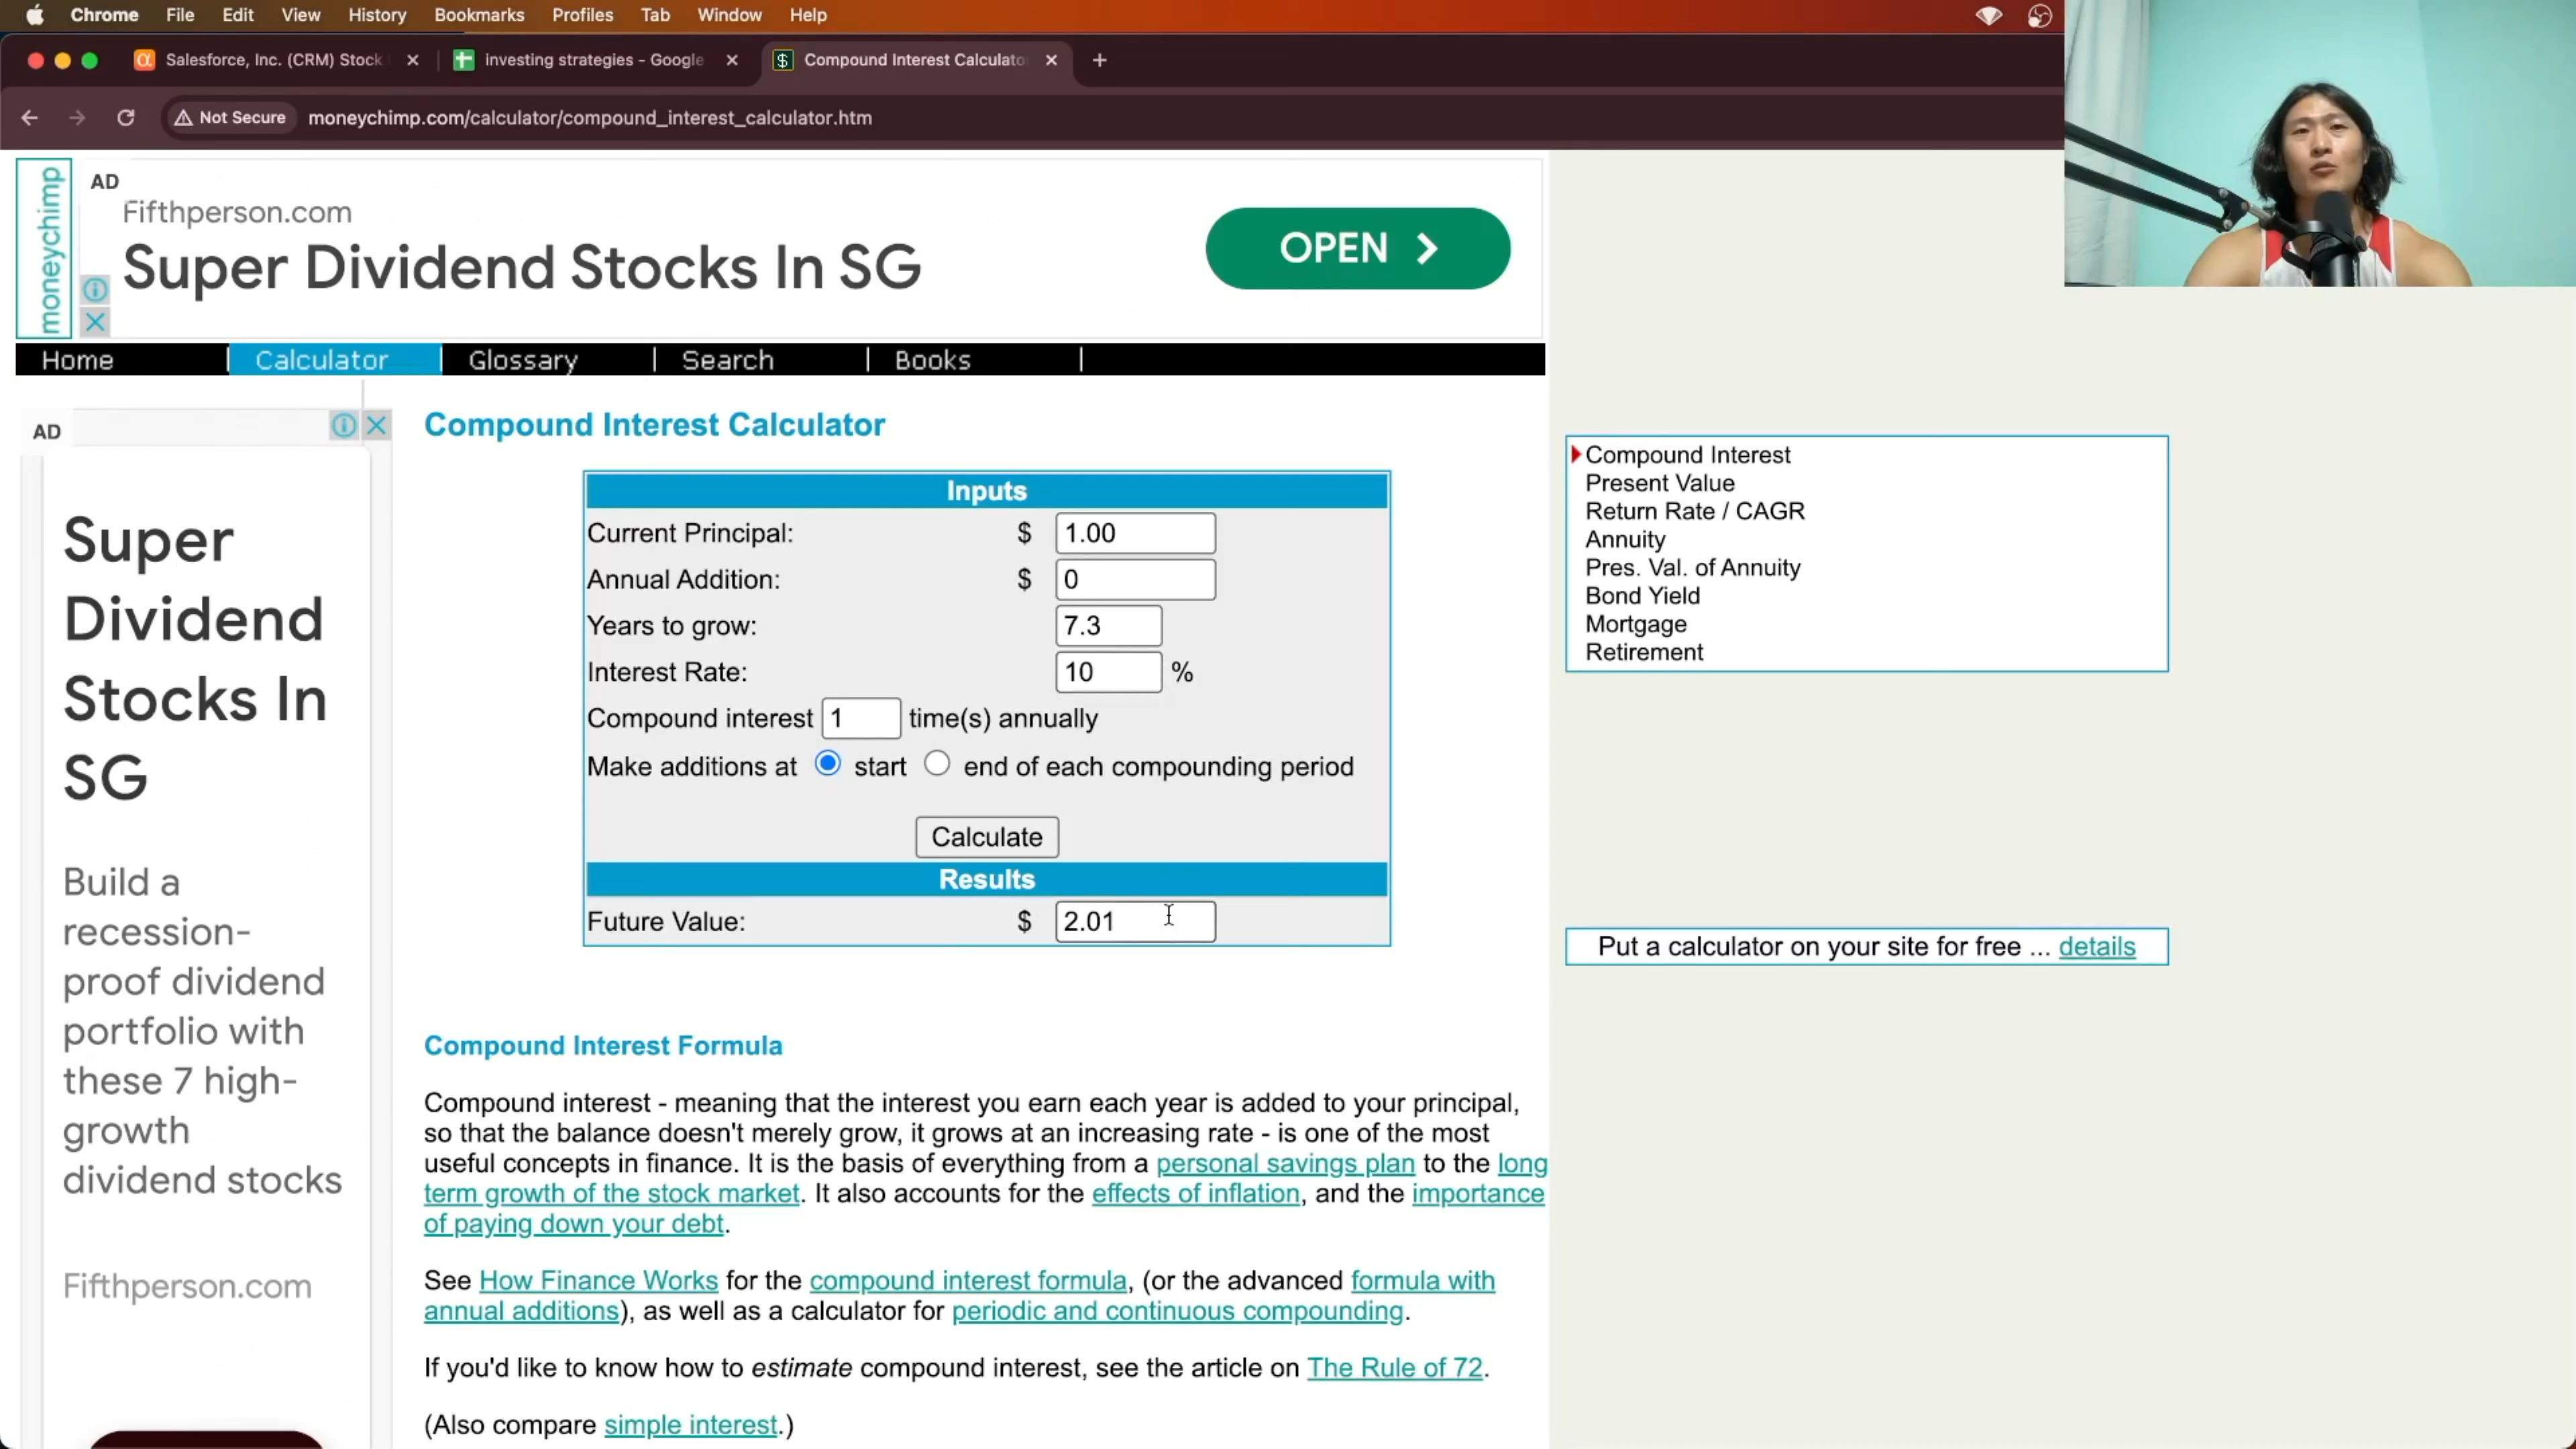 Chrome File Edit View History Bookmarks Profiles Tab Window Help
Salesforce, Inc. (CRM) Stock
investing strategies - Google
Compound Interest Calculato
Not Secure moneychimp.com/calculator/compound_interest_calculator.htm
moneychimp
AD
Fifthperson.com
Super Dividend Stocks In SG
OPEN
Home | Calculator | Glossary | Search | Books |
AD
Super
Dividend
Stocks In
SG
Build a
recession-
proof dividend
portfolio with
these 7 high-
growth
dividend stocks
Fifthperson.com
Compound Interest Calculator
Inputs
Current Principal: $ 1.00
Annual Addition: $ 0
Years to grow: 7.3
Interest Rate: 10 %
Compound interest 1 time(s) annually
Make additions at start end of each compounding period
Calculate
Results
Future Value: $ 2.01
Compound Interest Formula
Compound interest - meaning that the interest you earn each year is added to your principal,
so that the balance doesn't merely grow, it grows at an increasing rate - is one of the most
useful concepts in finance. It is the basis of everything from a personal savings plan to the long
term growth of the stock market. It also accounts for the effects of inflation, and the importance
of paying down your debt.
See How Finance Works for the compound interest formula, (or the advanced formula with
annual additions), as well as a calculator for periodic and continuous compounding.
If you'd like to know how to estimate compound interest, see the article on The Rule of 72.
(Also compare simple interest.)
Compound Interest
Present Value
Return Rate / CAGR
Annuity
Pres. Val. of Annuity
Bond Yield
Mortgage
Retirement
Put a calculator on your site for free ... details